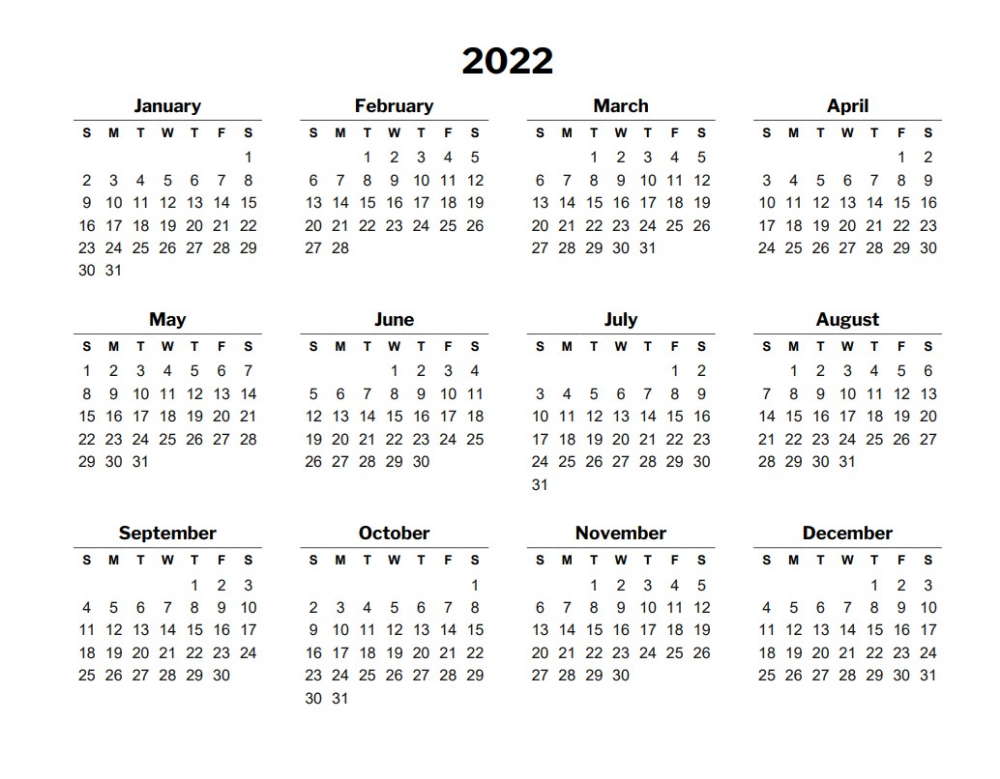 2022
January February March April
S M T W T F S S M T W T F S S M T W T F S S M T W T F S
1 1 2 3 4 5 1 2 3 4 5 1 2
2 3 4 5 6 7 8 6 7 8 9 10 11 12 6 7 8 9 10 11 12 3 4 5 6 7 8 9
9 10 11 12 13 14 15 13 14 15 16 17 18 19 13 14 15 16 17 18 19 10 11 12 13 14 15 16
16 17 18 19 20 21 22 20 21 22 23 24 25 26 20 21 22 23 24 25 26 17 18 19 20 21 22 23
23 24 25 26 27 28 29 27 28 27 28 29 30 31 24 25 26 27 28 29 30
30 31
May June July August
S M T W T F S S M T W T F S S M T W T F S S M T W T F S
1 2 3 4 5 6 7 1 2 3 4 1 2 1 2 3 4 5 6
8 9 10 11 12 13 14 5 6 7 8 9 10 11 3 4 5 6 7 8 9 7 8 9 10 11 12 13
15 16 17 18 19 20 21 12 13 14 15 16 17 18 10 11 12 13 14 15 16 14 15 16 17 18 19 20
22 23 24 25 26 27 28 19 20 21 22 23 24 25 17 18 19 20 21 22 23 21 22 23 24 25 26 27
29 30 31 26 27 28 29 30 24 25 26 27 28 29 30 28 29 30 31
31
September October November December
S M T W T F S S M T W T F S S M T W T F S S M T W T F S
1 2 3 1 1 2 3 4 5 1 2 3
4 5 6 7 8 9 10 2 3 4 5 6 7 8 6 7 8 9 10 11 12 4 5 6 7 8 9 10
11 12 13 14 15 16 17 9 10 11 12 13 14 15 13 14 15 16 17 18 19 11 12 13 14 15 16 17
18 19 20 21 22 23 24 16 17 18 19 20 21 22 20 21 22 23 24 25 26 18 19 20 21 22 23 24
25 26 27 28 29 30 23 24 25 26 27 28 29 27 28 29 30 25 26 27 28 29 30 31
30 31